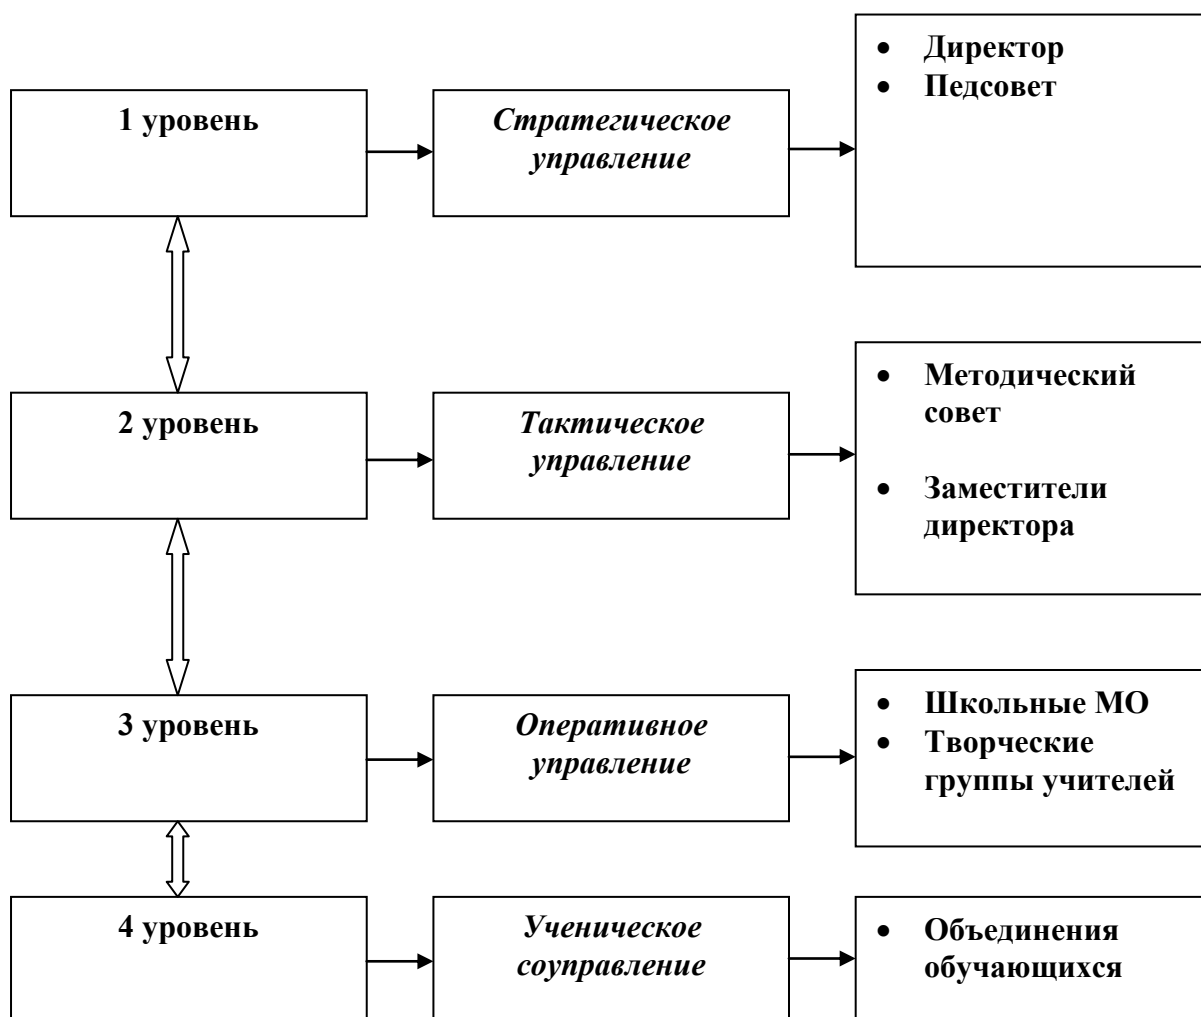 1 уровень
Стратегическое
управление
• Директор
• Педсовет
2 уровень
Тактическое
управление
• Методический
совет
• Заместители
директора
3 уровень
Оперативное
управление
• Школьные МО
• Творческие
группы учителей
4 уровень
Ученическое
соуправление
• Объединения
обучающихся